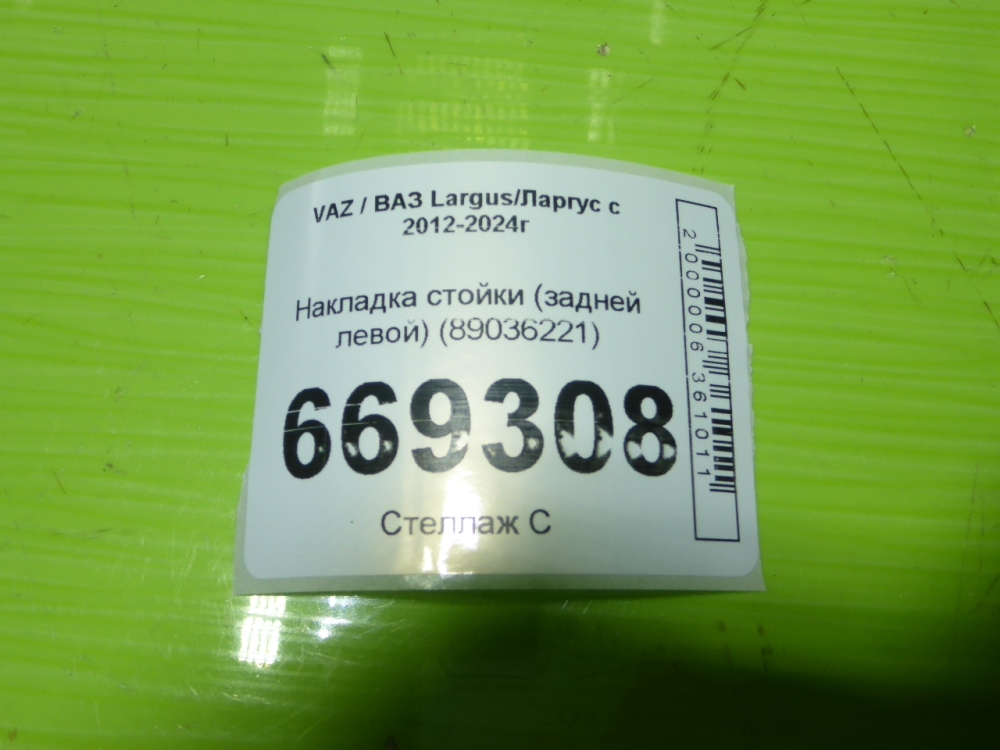 VAZ / ВАЗ Largus/Ларгус с
2012-2024г
Накладка стойки (задней
левой) (89036221)
669308
Стеллаж С
2000006361011